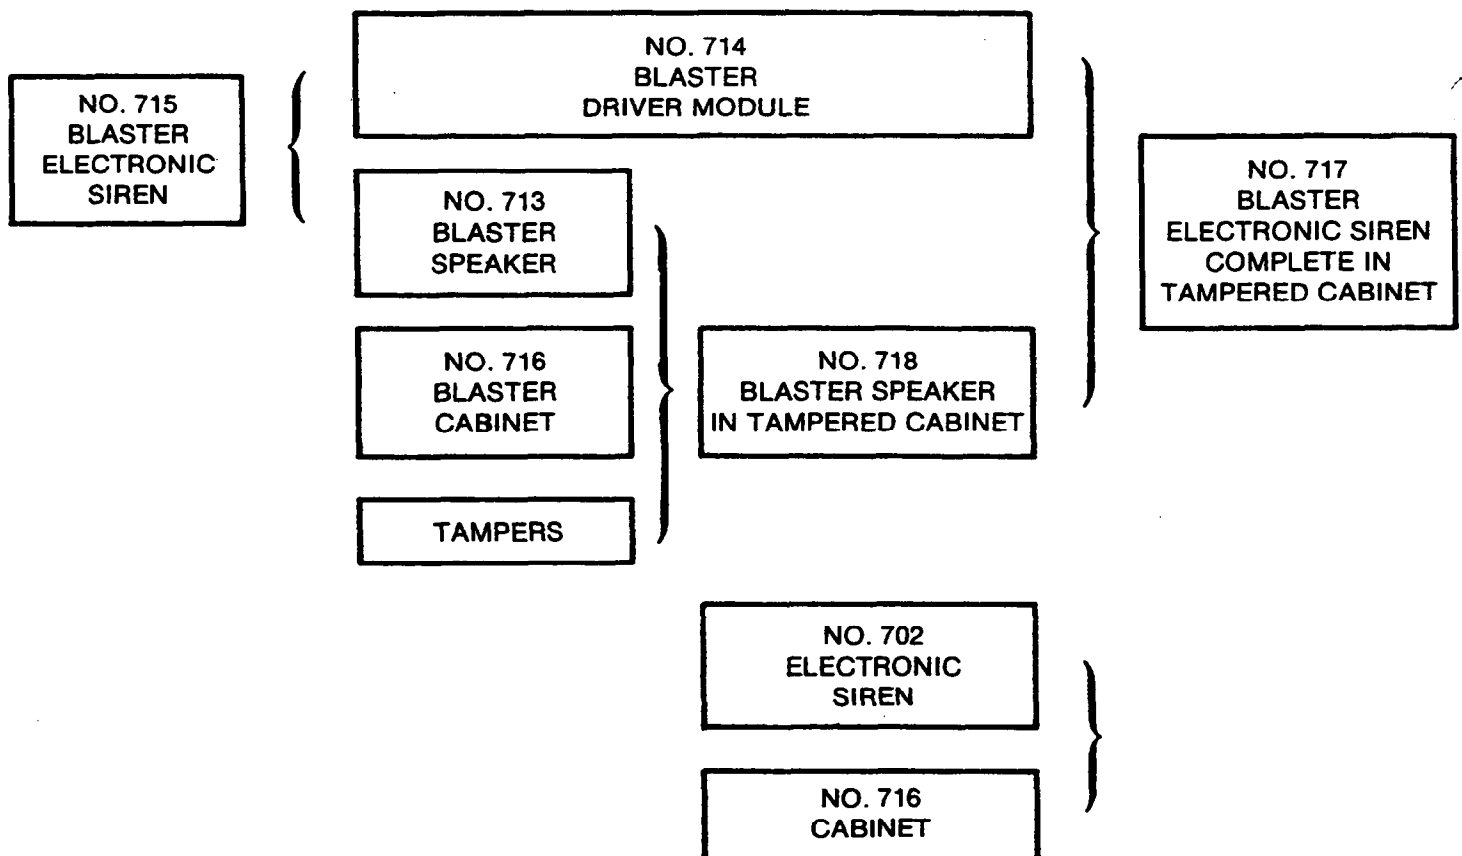 NO. 714
BLASTER
DRIVER MODULE
NO. 715
BLASTER
ELECTRONIC
SIREN
NO. 713
BLASTER
SPEAKER
NO. 717
BLASTER
ELECTRONIC SIREN
COMPLETE IN
TAMPERED CABINET
NO. 716
BLASTER
CABINET
NO. 718
BLASTER SPEAKER
IN TAMPERED CABINET
TAMPERS
NO. 702
ELECTRONIC
SIREN
NO. 716
CABINET